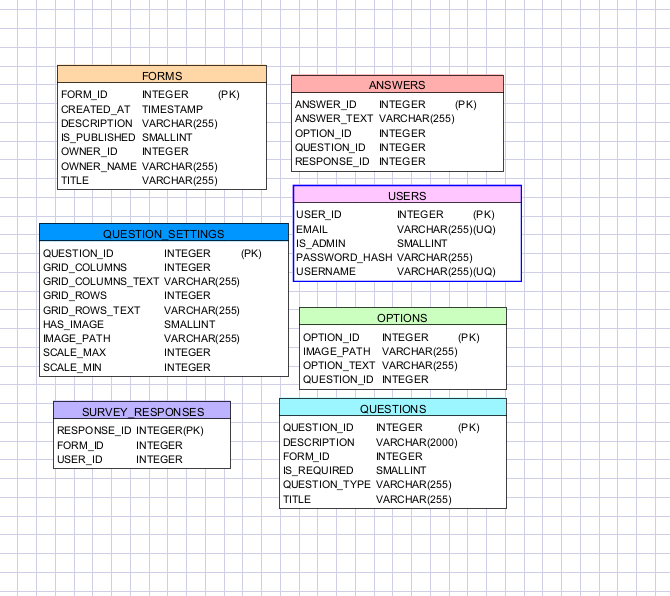 FORMS
FORM_ID INTEGER (PK)
CREATED_AT TIMESTAMP
DESCRIPTION VARCHAR(255)
IS_PUBLISHED SMALLINT
OWNER_ID INTEGER
OWNER_NAME VARCHAR(255)
TITLE VARCHAR(255)
ANSWERS
ANSWER_ID INTEGER (PK)
ANSWER_TEXT VARCHAR(255)
OPTION_ID INTEGER
QUESTION_ID INTEGER
RESPONSE_ID INTEGER
USERS
USER_ID INTEGER (PK)
EMAIL VARCHAR(255)(UQ)
IS_ADMIN SMALLINT
PASSWORD_HASH VARCHAR(255)
USERNAME VARCHAR(255)(UQ)
QUESTION_SETTINGS
QUESTION_ID INTEGER (PK)
GRID_COLUMNS INTEGER
GRID_COLUMNS_TEXT VARCHAR(255)
GRID_ROWS INTEGER
GRID_ROWS_TEXT VARCHAR(255)
HAS_IMAGE SMALLINT
IMAGE_PATH VARCHAR(255)
SCALE_MAX INTEGER
SCALE_MIN INTEGER
OPTIONS
OPTION_ID INTEGER (PK)
IMAGE_PATH VARCHAR(255)
OPTION_TEXT VARCHAR(255)
QUESTION_ID INTEGER
SURVEY_RESPONSES
RESPONSE_ID INTEGER(PK)
FORM_ID INTEGER
USER_ID INTEGER
QUESTIONS
QUESTION_ID INTEGER (PK)
DESCRIPTION VARCHAR(2000)
FORM_ID INTEGER
IS_REQUIRED SMALLINT
QUESTION_TYPE VARCHAR(255)
TITLE VARCHAR(255)